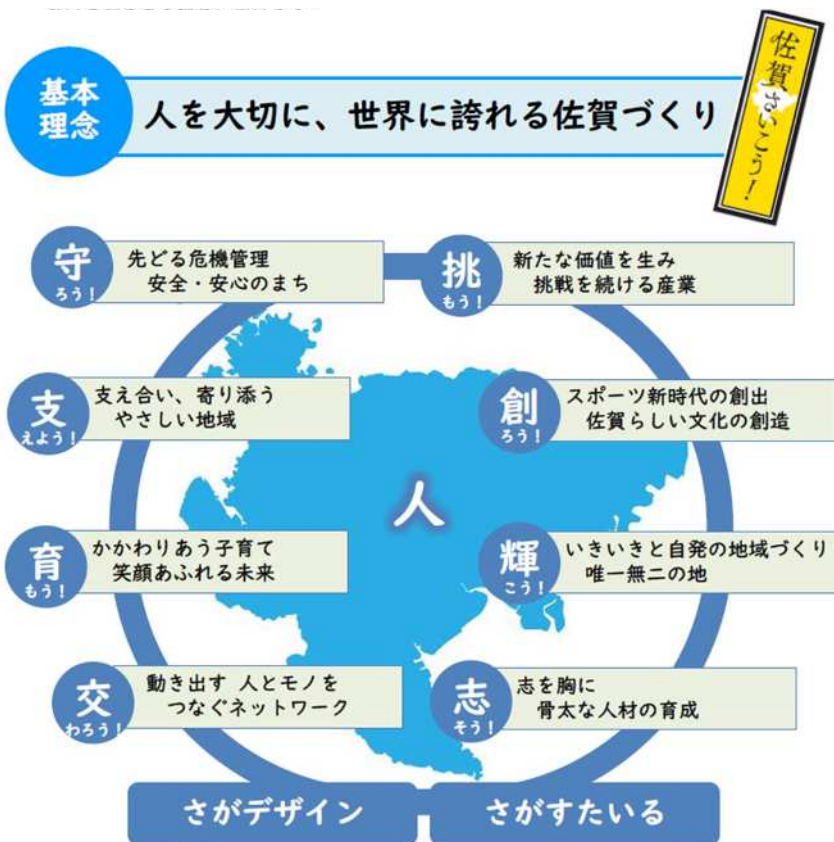 基本
理念
人を大切に、世界に誇れる佐賀づくり
佐賀さいこう！
守
ろう！
先どる危機管理
安全・安心のまち
挑
もう！
新たな価値を生み
挑戦を続ける産業
支
えよう！
支え合い、寄り添う
やさしい地域
創
ろう！
スポーツ新時代の創出
佐賀らしい文化の創造
人
育
もう！
かかわりあう子育て
笑顔あふれる未来
輝
こう！
いきいきと自発の地域づくり
唯一無二の地
交
わろう！
動き出す 人とモノを
つなぐネットワーク
志
そう！
志を胸に
骨太な人材の育成
さがデザイン
さがすたいる